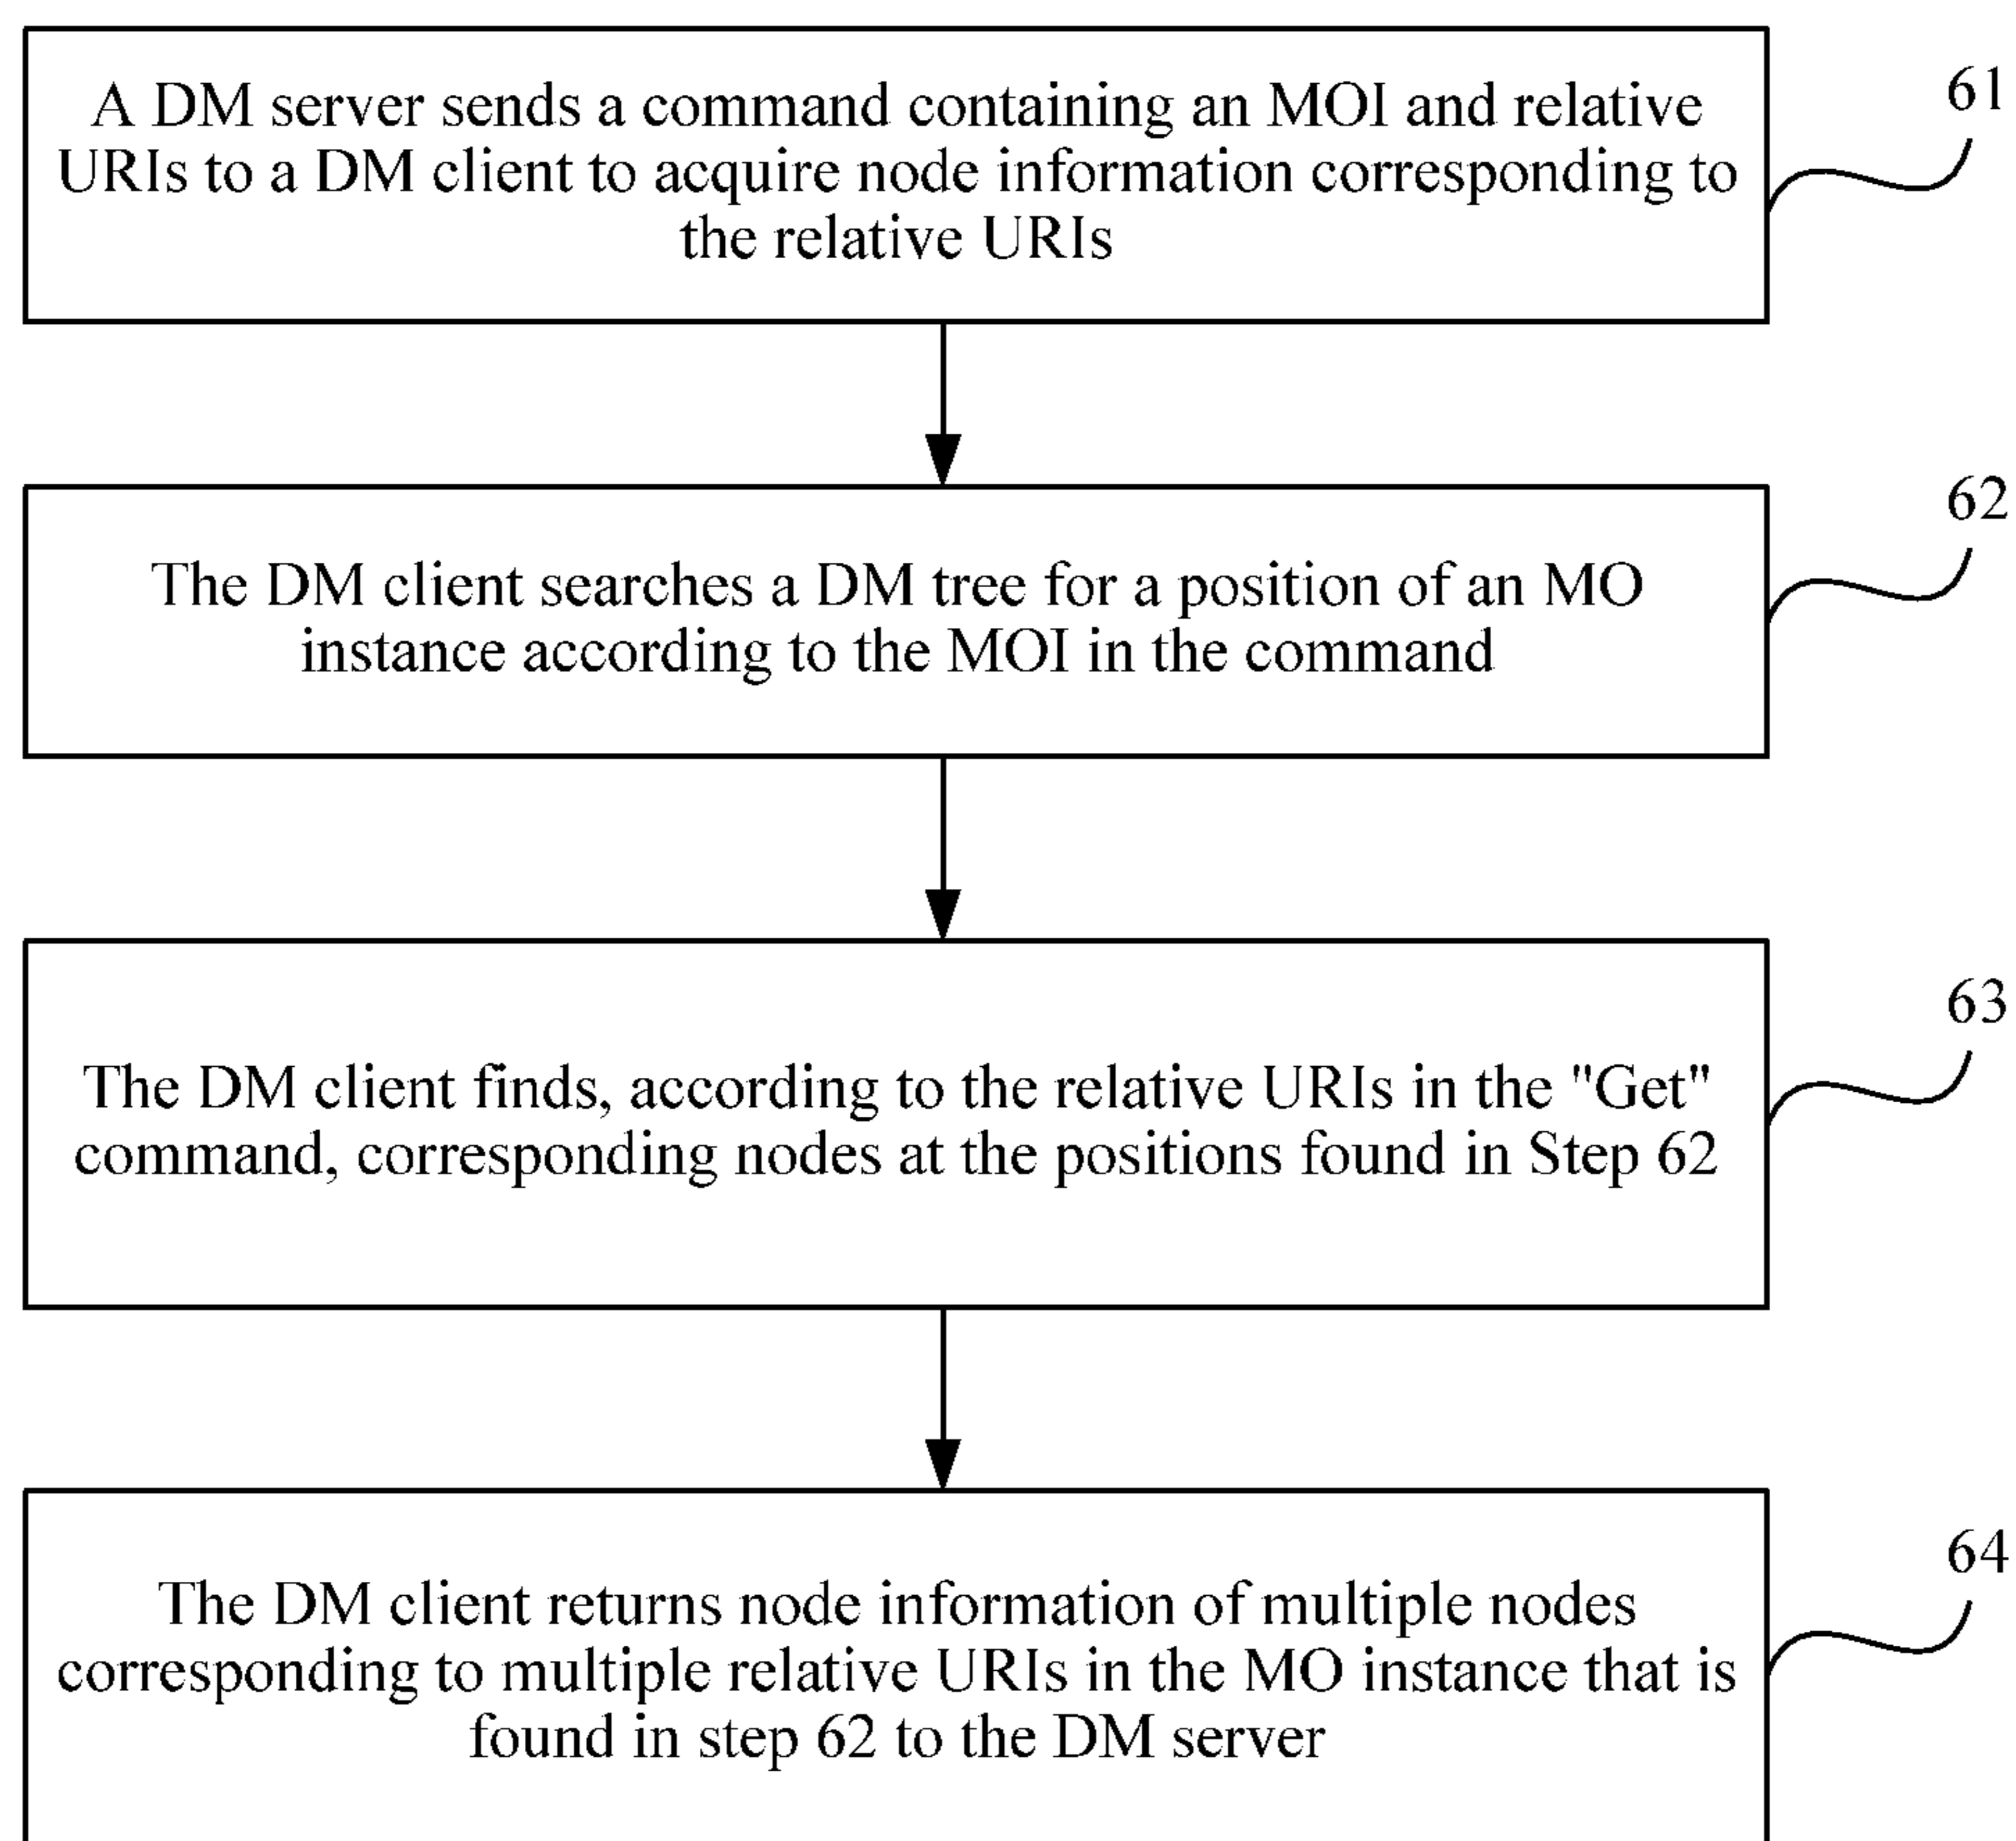 A DM server sends a command containing an MOI and relative
URIs to a DM client to acquire node information corresponding to
the relative URIs
61
The DM client searches a DM tree for a position of an MO
instance according to the MOI in the command
62
The DM client finds, according to the relative URIs in the "Get"
command, corresponding nodes at the positions found in Step 62
63
The DM client returns node information of multiple nodes
corresponding to multiple relative URIs in the MO instance that is
found in step 62 to the DM server
64